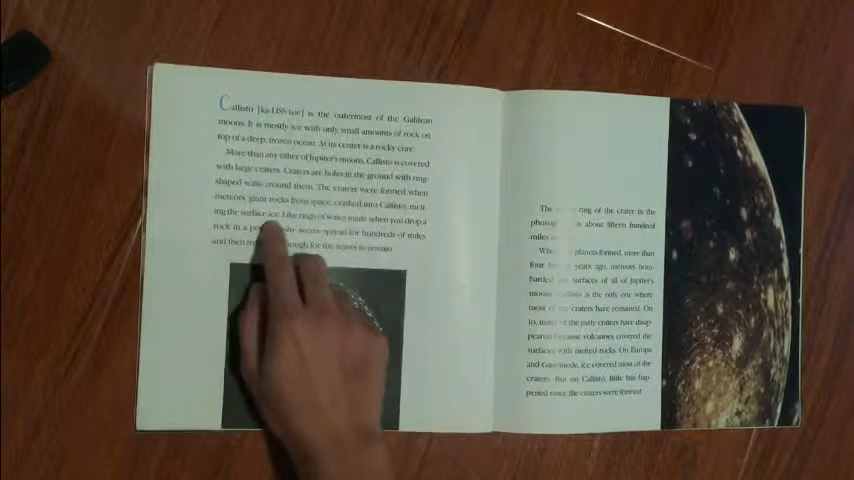 Callisto [ka-LISS-toe] is the outermost of the Galilean
moons. It is mostly ice with only small amounts of rock on
top of a deep, frozen ocean. At its center is a rocky core.
More than any other of Jupiter's moons, Callisto is covered
with large craters. Craters are holes in the ground with ring-
shaped walls around them. The craters were formed when
meteors, giant rocks from space, crashed into Callisto, melt-
ing the surface ice. Like rings of water made when you drop a
rock in a waves spread for hundreds of miles
and then enough for the waves to remain
The ring of the crater is the
about fifteen hundred
miles
planets formed, more than
four years ago, meteors bom-
barded surfaces of all of Jupiter's
moons. is the only one where
most of the craters have remained. On
Io, many of the early craters have disap-
peared because volcanoes covered the
surfaces with melted rocks. On Europa
and Ganymede, ice covered most of the
craters. But on Callisto, little has hap-
pened since the craters were formed